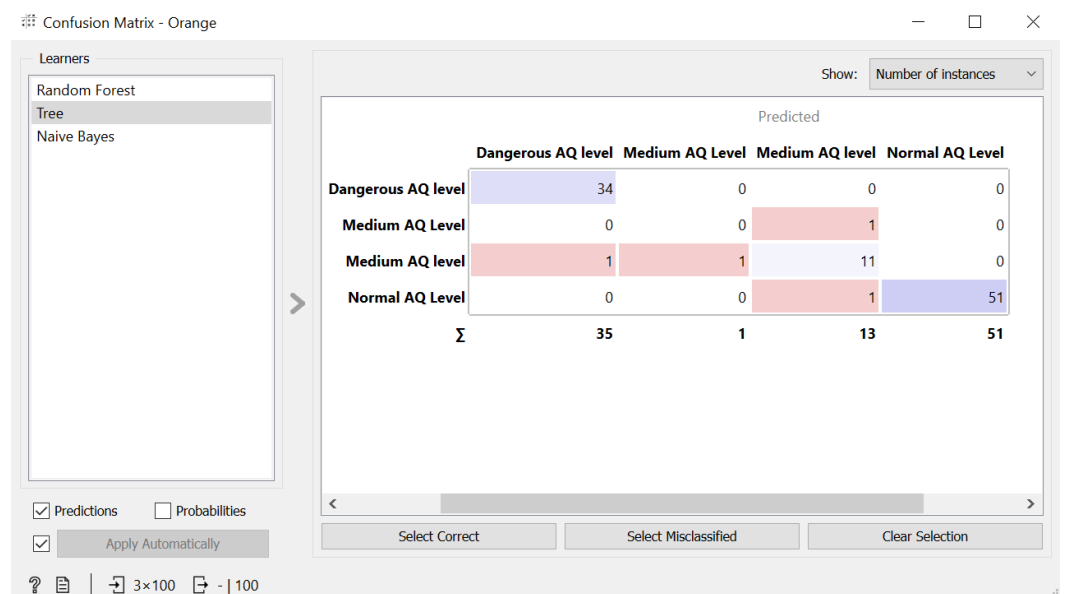 Confusion Matrix - Orange
Learners
Random Forest
Tree
Naive Bayes
Predictions
Probabilities
Apply Automatically
? 3×100 - | 100
Show: Number of instances
Predicted
Dangerous AQ level Medium AQ Level Medium AQ level Normal AQ Level
Dangerous AQ level 34 0 0 0
Medium AQ Level 0 0 1 0
Medium AQ level 1 1 11 0
Normal AQ Level 0 0 1 51
Σ 35 1 13 51
Select Correct
Select Misclassified
Clear Selection